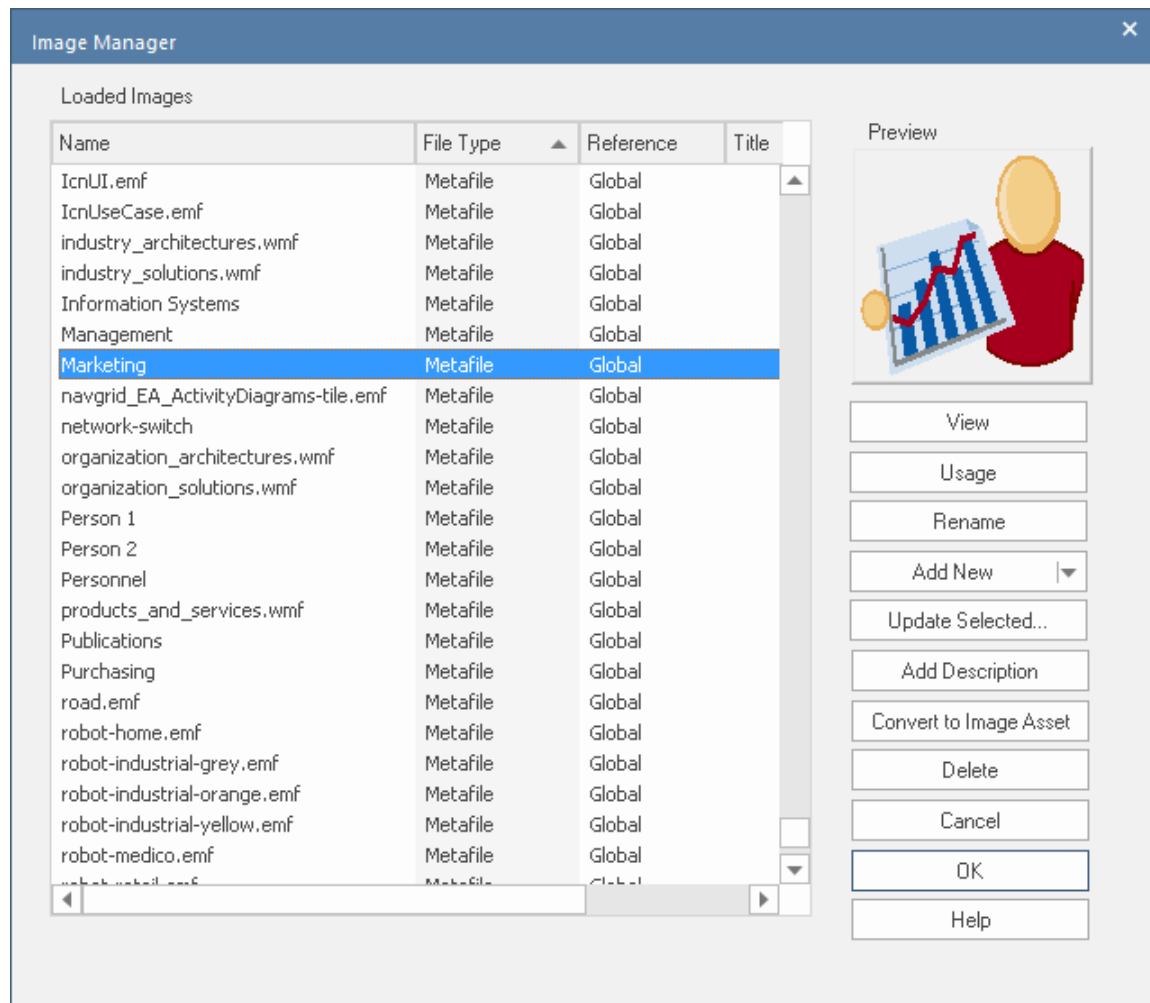 Image Manager
Loaded Images
Name File Type Reference Title
IcnUI.emf Metafile Global
IcnUseCase.emf Metafile Global
industry_architectures.wmf Metafile Global
industry_solutions.wmf Metafile Global
Information Systems Metafile Global
Management Metafile Global
Marketing Metafile Global
navgrid_EA_ActivityDiagrams-tile.emf Metafile Global
network-switch Metafile Global
organization_architectures.wmf Metafile Global
organization_solutions.wmf Metafile Global
Person 1 Metafile Global
Person 2 Metafile Global
Personnel Metafile Global
products_and_services.wmf Metafile Global
Publications Metafile Global
Purchasing Metafile Global
road.emf Metafile Global
robot-home.emf Metafile Global
robot-industrial-grey.emf Metafile Global
robot-industrial-orange.emf Metafile Global
robot-industrial-yellow.emf Metafile Global
robot-medico.emf Metafile Global
robot-retail.emf Metafile Global
Preview
View
Usage
Rename
Add New
Update Selected...
Add Description
Convert to Image Asset
Delete
Cancel
OK
Help